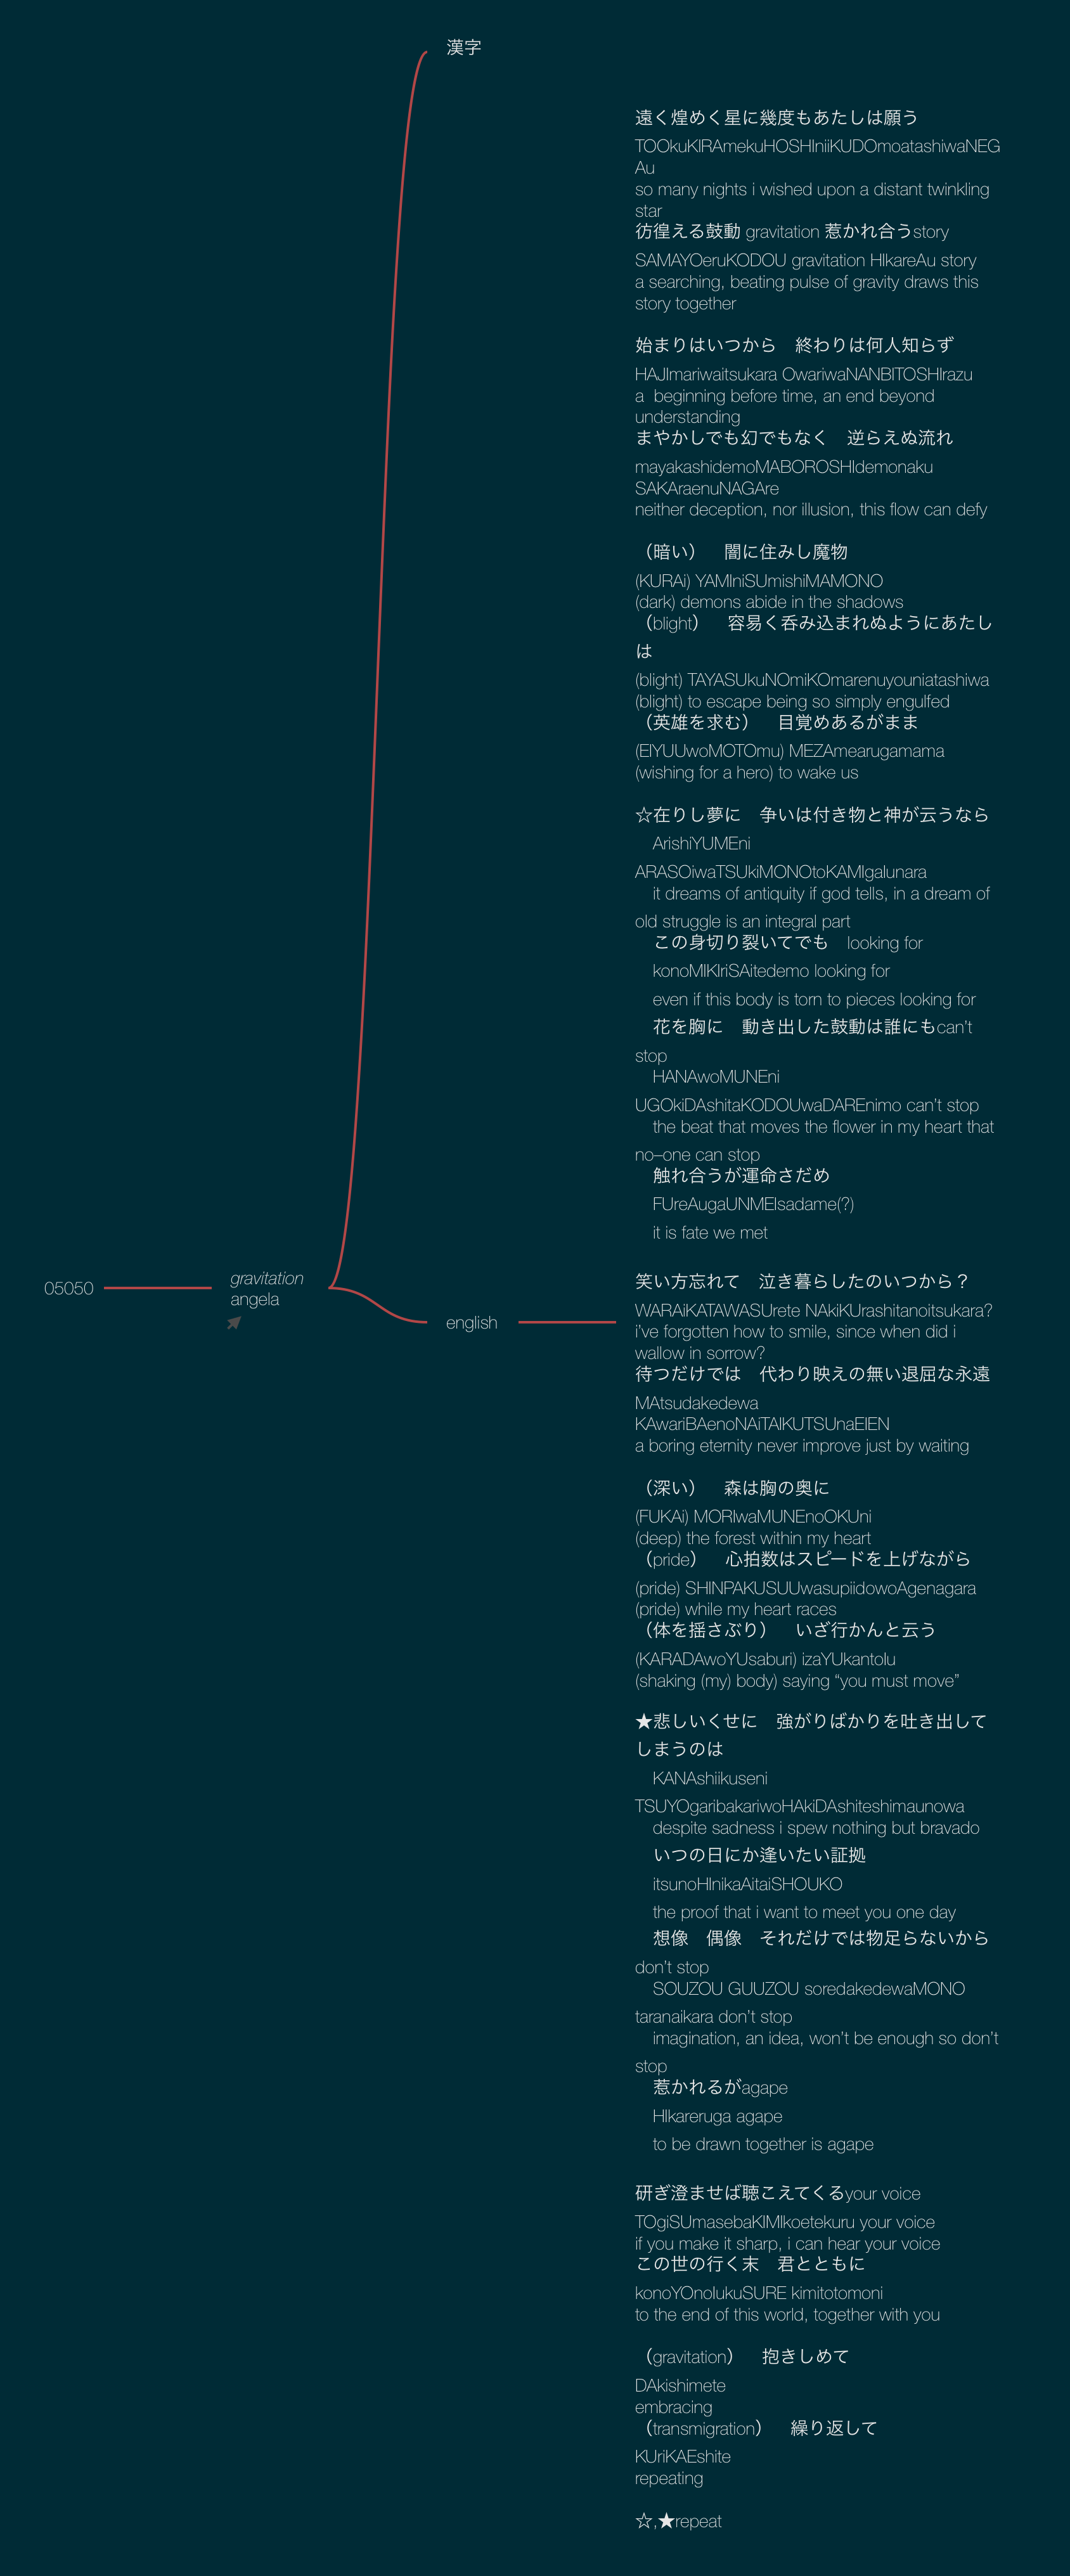 漢字
遠く煌めく星に幾度もあたしは願う
TOOkuKIRAmekuHOSHIniiKUDOmoatashiwaNEG
Au
so many nights i wished upon a distant twinkling
star
彷徨える鼓動 gravitation 惹かれ合うstory
SAMAYOeruKODOU gravitation HIkareAu story
a searching, beating pulse of gravity draws this
story together
始まりはいつから　終わりは何人知らず
HAJImariwaitsukara OwariwaNANBITOSHIrazu
a  beginning before time, an end beyond
understanding
まやかしでも幻でもなく　逆らえぬ流れ
mayakashidemoMABOROSHIdemonaku
SAKAraenuNAGAre
neither deception, nor illusion, this flow can defy
（暗い）　闇に住みし魔物
(KURAi) YAMIniSUmishiMAMONO
(dark) demons abide in the shadows
（blight）　容易く呑み込まれぬようにあたし
は
(blight) TAYASUkuNOmiKOmarenuyouniatashiwa
(blight) to escape being so simply engulfed
（英雄を求む）　目覚めあるがまま
(EIYUUwoMOTOmu) MEZAmearugamama
(wishing for a hero) to wake us
☆在りし夢に　争いは付き物と神が云うなら
ArishiYUMEni
ARASOiwaTSUkiMONOtoKAMIgaIunara
it dreams of antiquity if god tells, in a dream of
old struggle is an integral part
この身切り裂いてでも　looking for
konoMIKIriSAitedemo looking for
even if this body is torn to pieces looking for
花を胸に　動き出した鼓動は誰にもcan't
stop
HANAwoMUNEni
UGOkiDAshitaKODOUwaDAREnimo can't stop
the beat that moves the flower in my heart that
no–one can stop
触れ合うが運命さだめ
FUreAugaUNMEIsadame(?)
it is fate we met
05050
gravitation
angela
english
笑い方忘れて　泣き暮らしたのいつから？
WARAiKATAWASUrete NAkiKUrashitanoitsukara?
i've forgotten how to smile, since when did i
wallow in sorrow?
待つだけでは　代わり映えの無い退屈な永遠
MAtsudakedewa
KAwariBAenoNAiTAIKUTSUnaEIEN
a boring eternity never improve just by waiting
（深い）　森は胸の奥に
(FUKAi) MORIwaMUNEnoOKUni
(deep) the forest within my heart
（pride）　心拍数はスピードを上げながら
(pride) SHINPAKUSUUwasupiidowoAgenagara
(pride) while my heart races
（体を揺さぶり）　いざ行かんと云う
(KARADAwoYUsaburi) izaYUkantoIu
(shaking (my) body) saying “you must move”
★悲しいくせに　強がりばかりを吐き出して
しまうのは
KANAshiikuseni
TSUYOgaribakariwoHAkiDAshiteshimaunowa
despite sadness i spew nothing but bravado
いつの日にか逢いたい証拠
itsunoHInikaAitaiSHOUKO
the proof that i want to meet you one day
想像　偶像　それだけでは物足らないから
don't stop
SOUZOU GUUZOU soredakedewaMONO
taranaikara don't stop
imagination, an idea, won't be enough so don't
stop
惹かれるがagape
HIkareruga agape
to be drawn together is agape
研ぎ澄ませば聴こえてくるyour voice
TOgiSUmasebaKIMIkoetekuru your voice
if you make it sharp, i can hear your voice
この世の行く末　君とともに
konoYOnoIukuSURE kimitotomoni
to the end of this world, together with you
（gravitation）　抱きしめて
DAkishimete
embracing
（transmigration）　繰り返して
KUriKAEshite
repeating
☆,★repeat